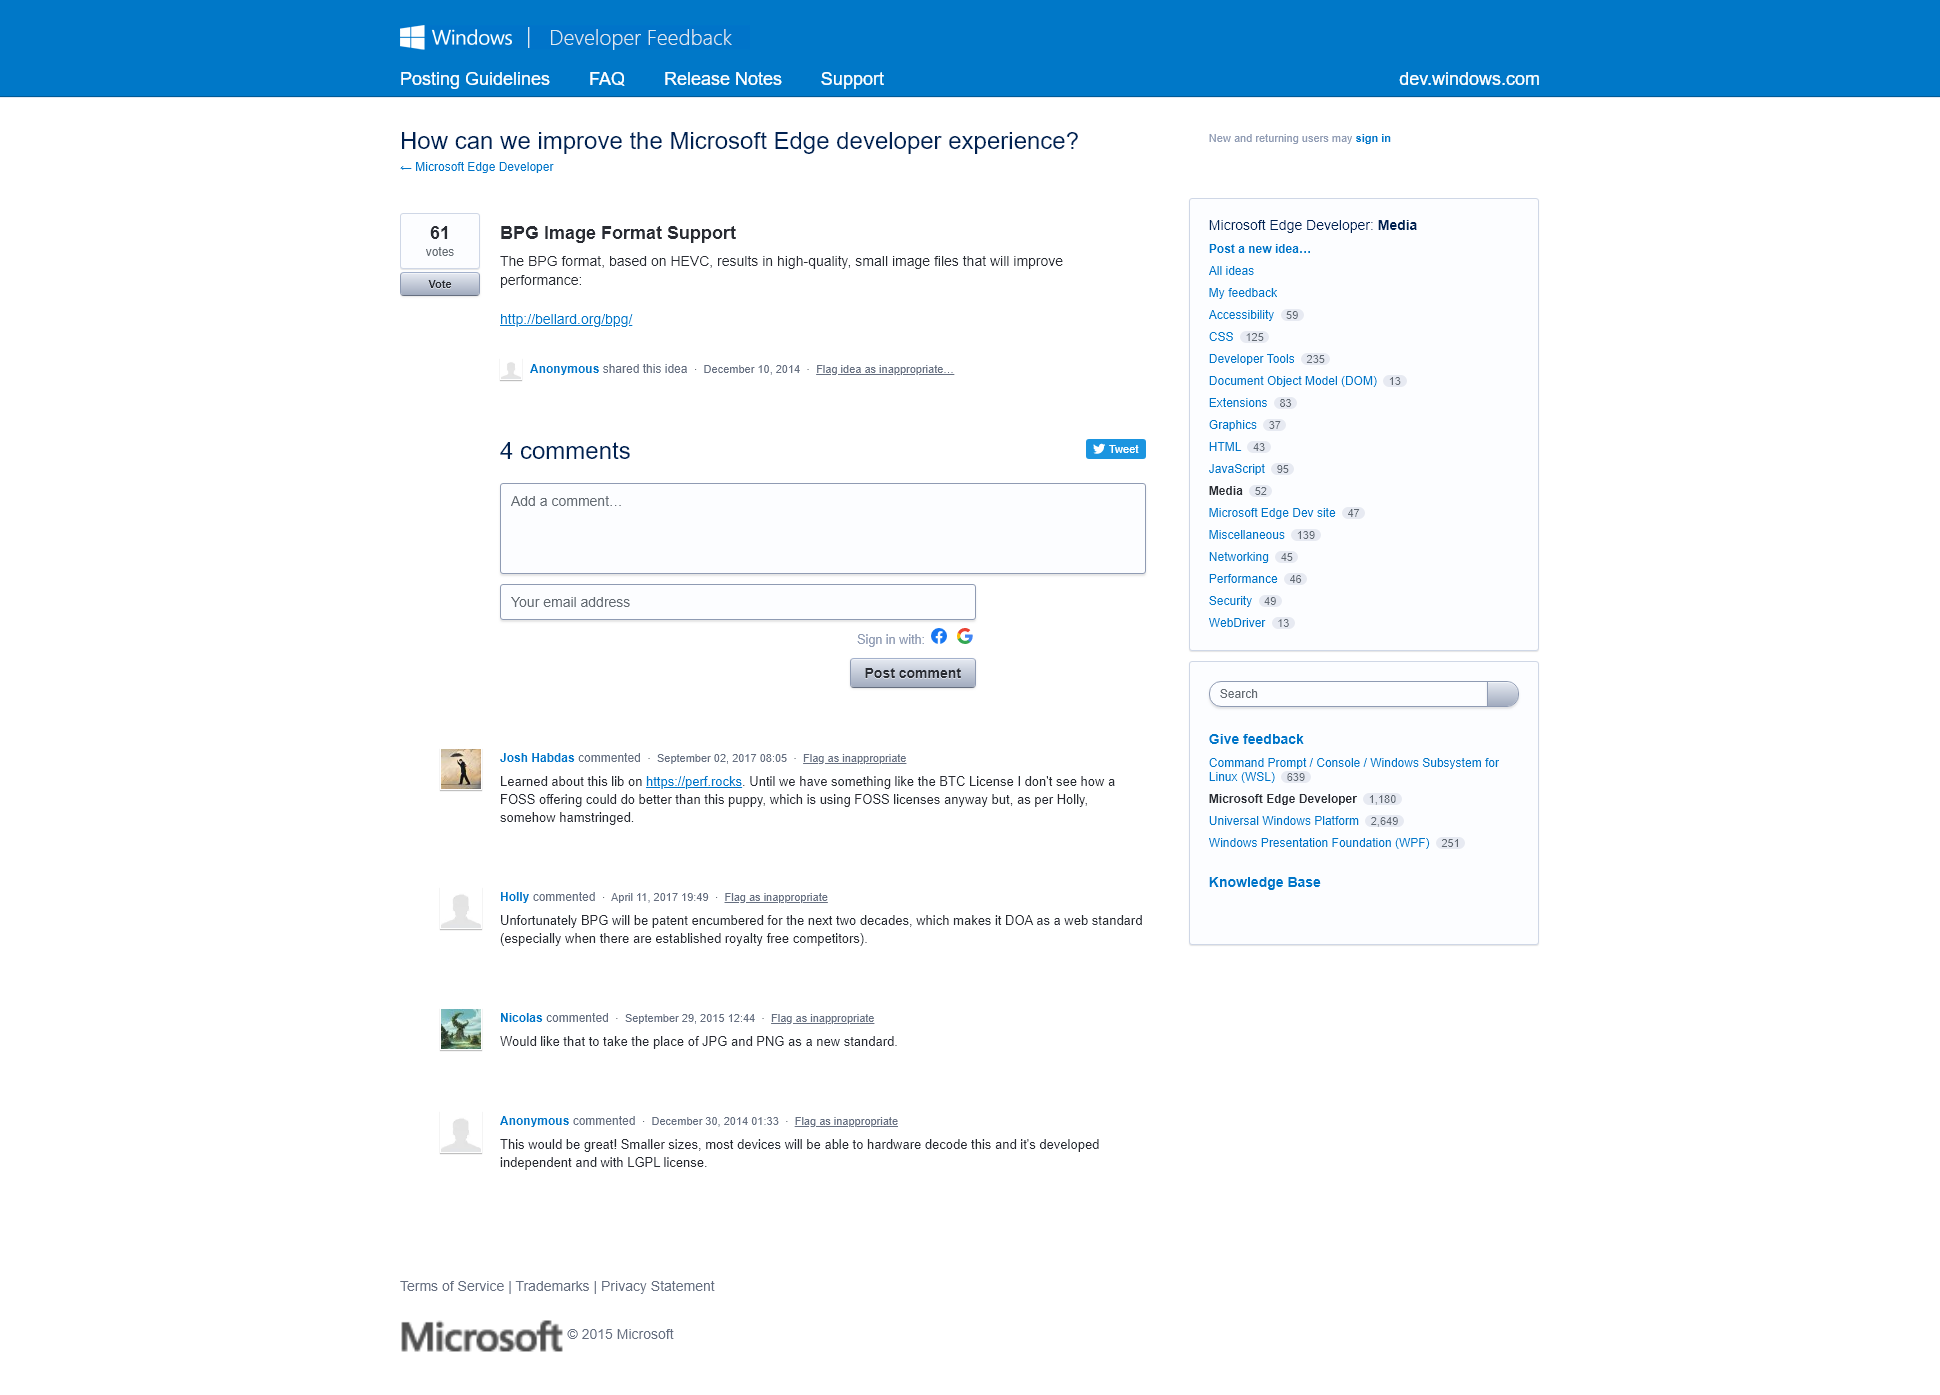 Windows | Developer Feedback
Posting Guidelines FAQ Release Notes Support dev.windows.com
How can we improve the Microsoft Edge developer experience?
← Microsoft Edge Developer
New and returning users may sign in
61
votes
Vote
BPG Image Format Support
The BPG format, based on HEVC, results in high-quality, small image files that will improve
performance:
http://bellard.org/bpg/
Anonymous shared this idea · December 10, 2014 · Flag idea as inappropriate…
4 comments
Tweet
Add a comment…
Your email address
Sign in with:
Post comment
Josh Habdas commented · September 02, 2017 08:05 · Flag as inappropriate
Learned about this lib on https://perf.rocks. Until we have something like the BTC License I don't see how a
FOSS offering could do better than this puppy, which is using FOSS licenses anyway but, as per Holly,
somehow hamstringed.
Holly commented · April 11, 2017 19:49 · Flag as inappropriate
Unfortunately BPG will be patent encumbered for the next two decades, which makes it DOA as a web standard
(especially when there are established royalty free competitors).
Nicolas commented · September 29, 2015 12:44 · Flag as inappropriate
Would like that to take the place of JPG and PNG as a new standard.
Anonymous commented · December 30, 2014 01:33 · Flag as inappropriate
This would be great! Smaller sizes, most devices will be able to hardware decode this and it's developed
independent and with LGPL license.
Microsoft Edge Developer: Media
Post a new idea…
All ideas
My feedback
Accessibility 59
CSS 125
Developer Tools 235
Document Object Model (DOM) 13
Extensions 83
Graphics 37
HTML 43
JavaScript 95
Media 52
Microsoft Edge Dev site 47
Miscellaneous 139
Networking 45
Performance 46
Security 49
WebDriver 13
Search
Give feedback
Command Prompt / Console / Windows Subsystem for
Linux (WSL) 639
Microsoft Edge Developer 1,180
Universal Windows Platform 2,649
Windows Presentation Foundation (WPF) 251
Knowledge Base
Terms of Service | Trademarks | Privacy Statement
Microsoft © 2015 Microsoft